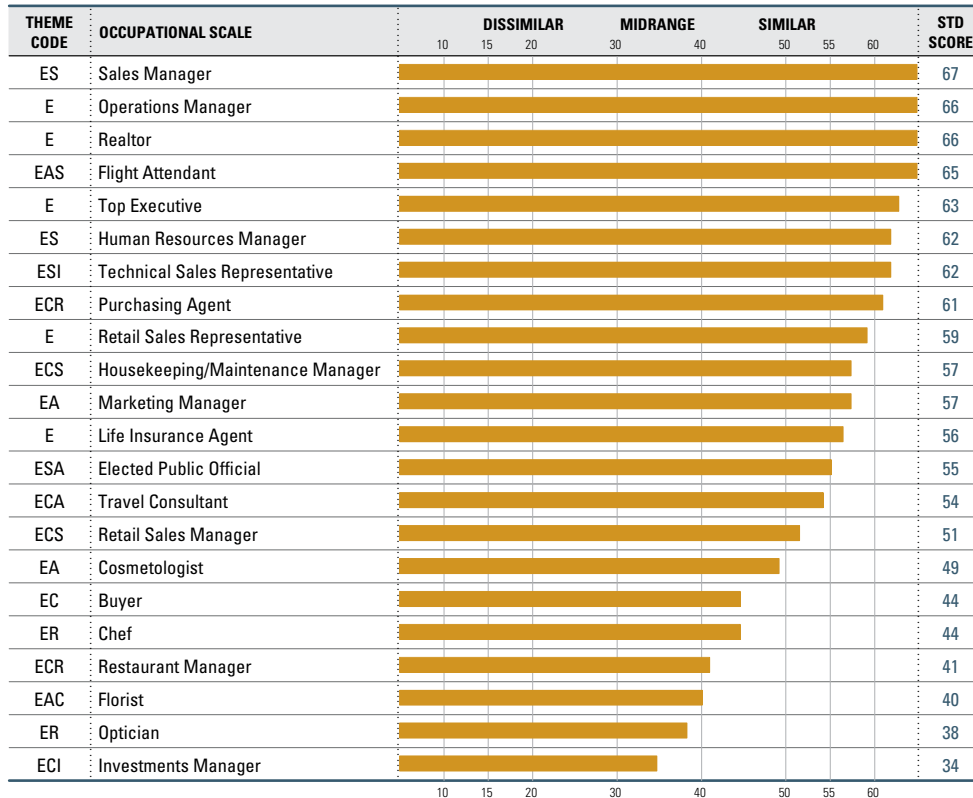 THEME CODE OCCUPATIONAL SCALE DISSIMILAR MIDRANGE SIMILAR STD SCORE
10 15 20 30 40 50 55 60
ES Sales Manager 67
E Operations Manager 66
E Realtor 66
EAS Flight Attendant 65
E Top Executive 63
ES Human Resources Manager 62
ESI Technical Sales Representative 62
ECR Purchasing Agent 61
E Retail Sales Representative 59
ECS Housekeeping/Maintenance Manager 57
EA Marketing Manager 57
E Life Insurance Agent 56
ESA Elected Public Official 55
ECA Travel Consultant 54
ECS Retail Sales Manager 51
EA Cosmetologist 49
EC Buyer 44
ER Chef 44
ECR Restaurant Manager 41
EAC Florist 40
ER Optician 38
ECI Investments Manager 34
10 15 20 30 40 50 55 60